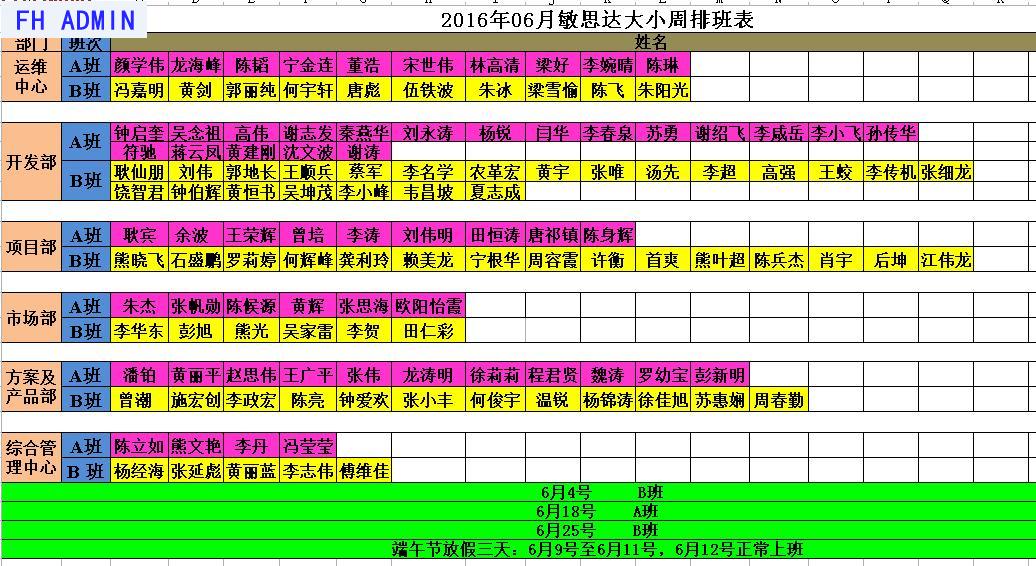 FH ADMIN
2016年06月敏思达大小周排班表
部门 班次 姓名
运维中心 A班 颜学伟 龙海峰 陈韬 宁金连 董浩 宋世伟 林高清 梁好 李婉晴 陈琳
B班 冯嘉明 黄剑 郭丽纯 何宇轩 唐彪 伍铁波 朱冰 梁雪愉 陈飞 朱阳光
开发部 A班 钟启奎 吴念祖 高伟 谢志发 秦燕华 刘永涛 杨锐 闫华 李春泉 苏勇 谢绍飞 李咸岳 李小飞 孙传华
符驰 蒋云凤 黄建刚 沈文波 谢涛
B班 耿仙朋 刘伟 郭地长 王顺兵 蔡军 李名学 农革宏 黄宇 张唯 汤先 李超 高强 王蛟 李传机 张细龙
饶智君 钟伯辉 黄恒书 吴坤茂 李小峰 韦昌坡 夏志成
项目部 A班 耿宾 余波 王荣辉 曾培 李涛 刘伟明 田恒涛 唐祁镇 陈身辉
B班 熊晓飞 石盛鹏 罗莉婷 何辉峰 龚利玲 赖美龙 宁根华 周容霞 许衡 首爽 熊叶超 陈兵杰 肖宇 后坤 江伟龙
市场部 A班 朱杰 张帆勋 陈候源 黄辉 张思海 欧阳怡霞
B班 李华东 彭旭 熊光 吴家雷 李贺 田仁彩
方案及产品部 A班 潘铂 黄丽平 赵思伟 王广平 张伟 龙涛明 徐莉莉 程君贤 魏涛 罗幼宝 彭新明
B班 曾潮 施宏创 李政宏 陈亮 钟爱欢 张小丰 何俊宇 温锐 杨锦涛 徐佳旭 苏惠娴 周春勤
综合管理中心 A班 陈立如 熊文艳 李丹 冯莹莹
B 班 杨经海 张延彪 黄丽蓝 李志伟 傅维佳
6月4号 B班
6月18号 A班
6月25号 B班
端午节放假三天：6月9号至6月11号，6月12号正常上班